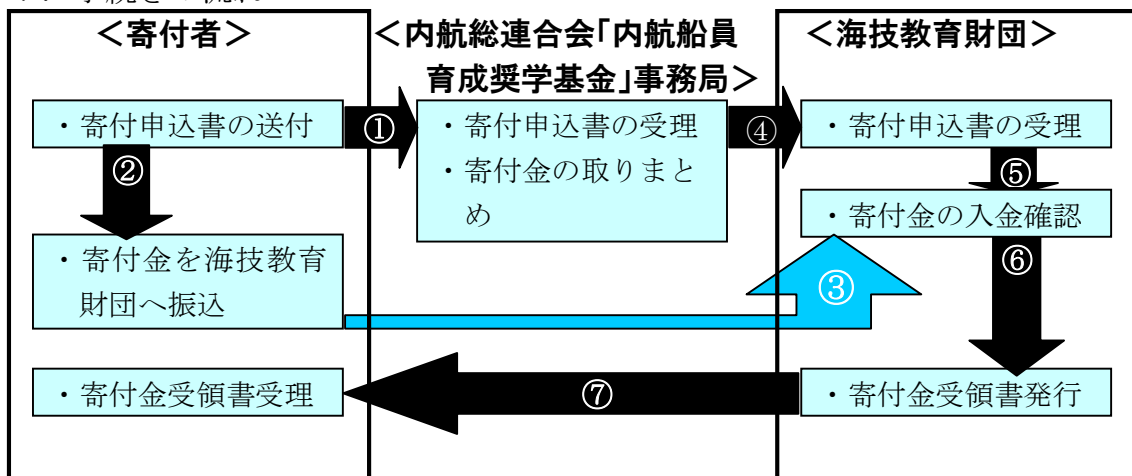 ＜寄付者＞
＜内航総連合会「内航船員
育成奨学基金」事務局＞
＜海技教育財団＞
・寄付申込書の送付
①
・寄付申込書の受理
・寄付金の取りまと
め
④
・寄付申込書の受理
②
⑤
・寄付金の入金確認
・寄付金を海技教育
財団へ振込
③
⑥
・寄付金受領書受理
⑦
・寄付金受領書発行